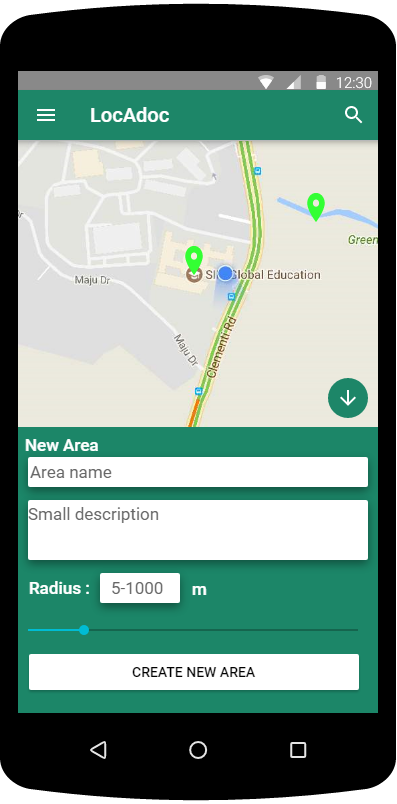 12:30
LocAdoc
Green
SIM Global Education
Maju Dr
Maju Dr
Clementi Rd
New Area
Area name
Small description
Radius : 5-1000 m
CREATE NEW AREA